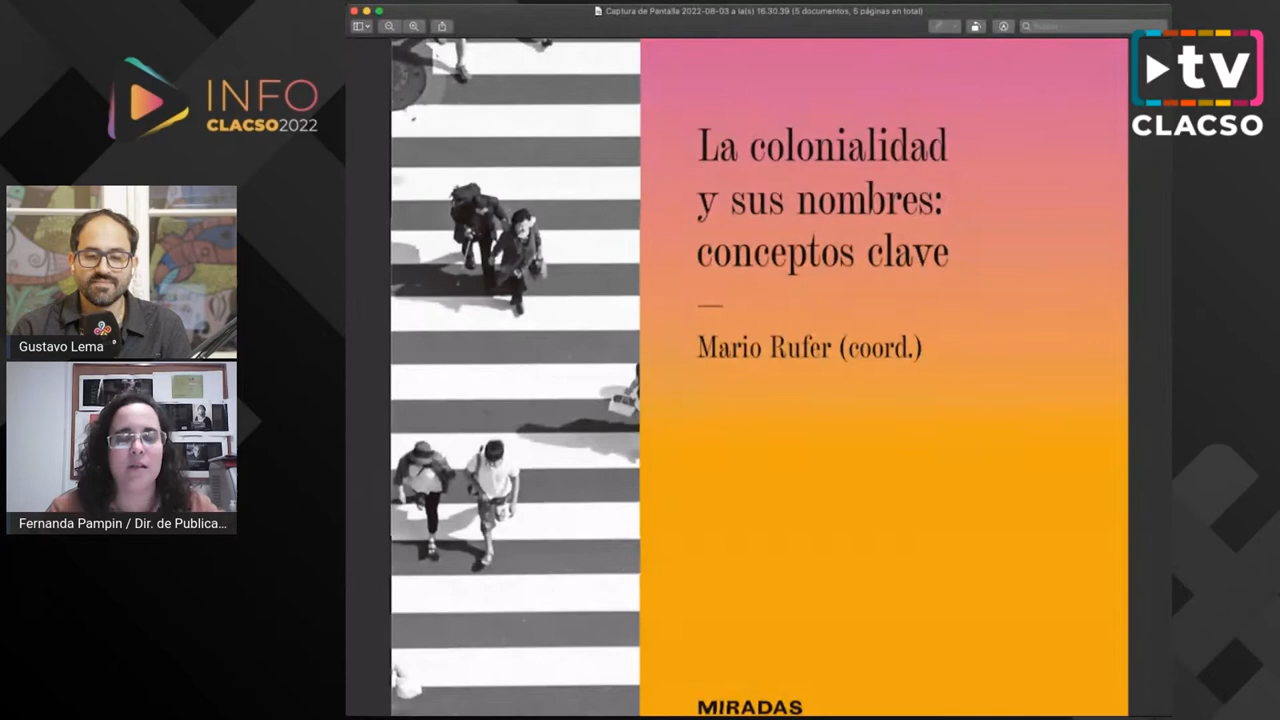 Captura de Pantalla 2022-08-03 a la(s) 16.30.39 (5 documentos, 5 páginas en total)
INFO
CLACSO2022
tv
CLACSO
La colonialidad
y sus nombres:
conceptos clave
Mario Rufer (coord.)
MIRADAS
Gustavo Lema
Fernanda Pampin / Dir. de Publica...